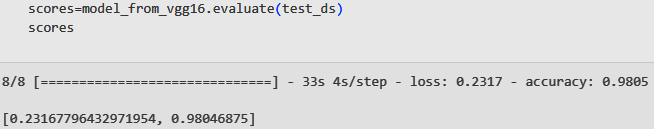 scores=model_from_vgg16.evaluate(test_ds)
scores
8/8 [==============================] - 33s 4s/step - loss: 0.2317 - accuracy: 0.9805
[0.23167796432971954, 0.98046875]